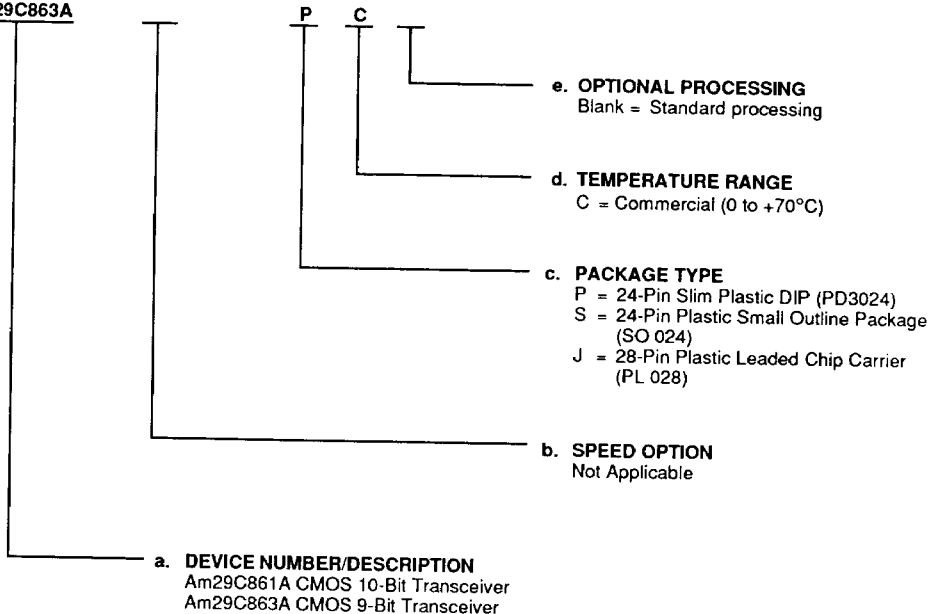 29C863A
P C
e. OPTIONAL PROCESSING
Blank = Standard processing
d. TEMPERATURE RANGE
C = Commercial (0 to +70°C)
c. PACKAGE TYPE
P = 24-Pin Slim Plastic DIP (PD3024)
S = 24-Pin Plastic Small Outline Package
(SO 024)
J = 28-Pin Plastic Leaded Chip Carrier
(PL 028)
b. SPEED OPTION
Not Applicable
a. DEVICE NUMBER/DESCRIPTION
Am29C861A CMOS 10-Bit Transceiver
Am29C863A CMOS 9-Bit Transceiver